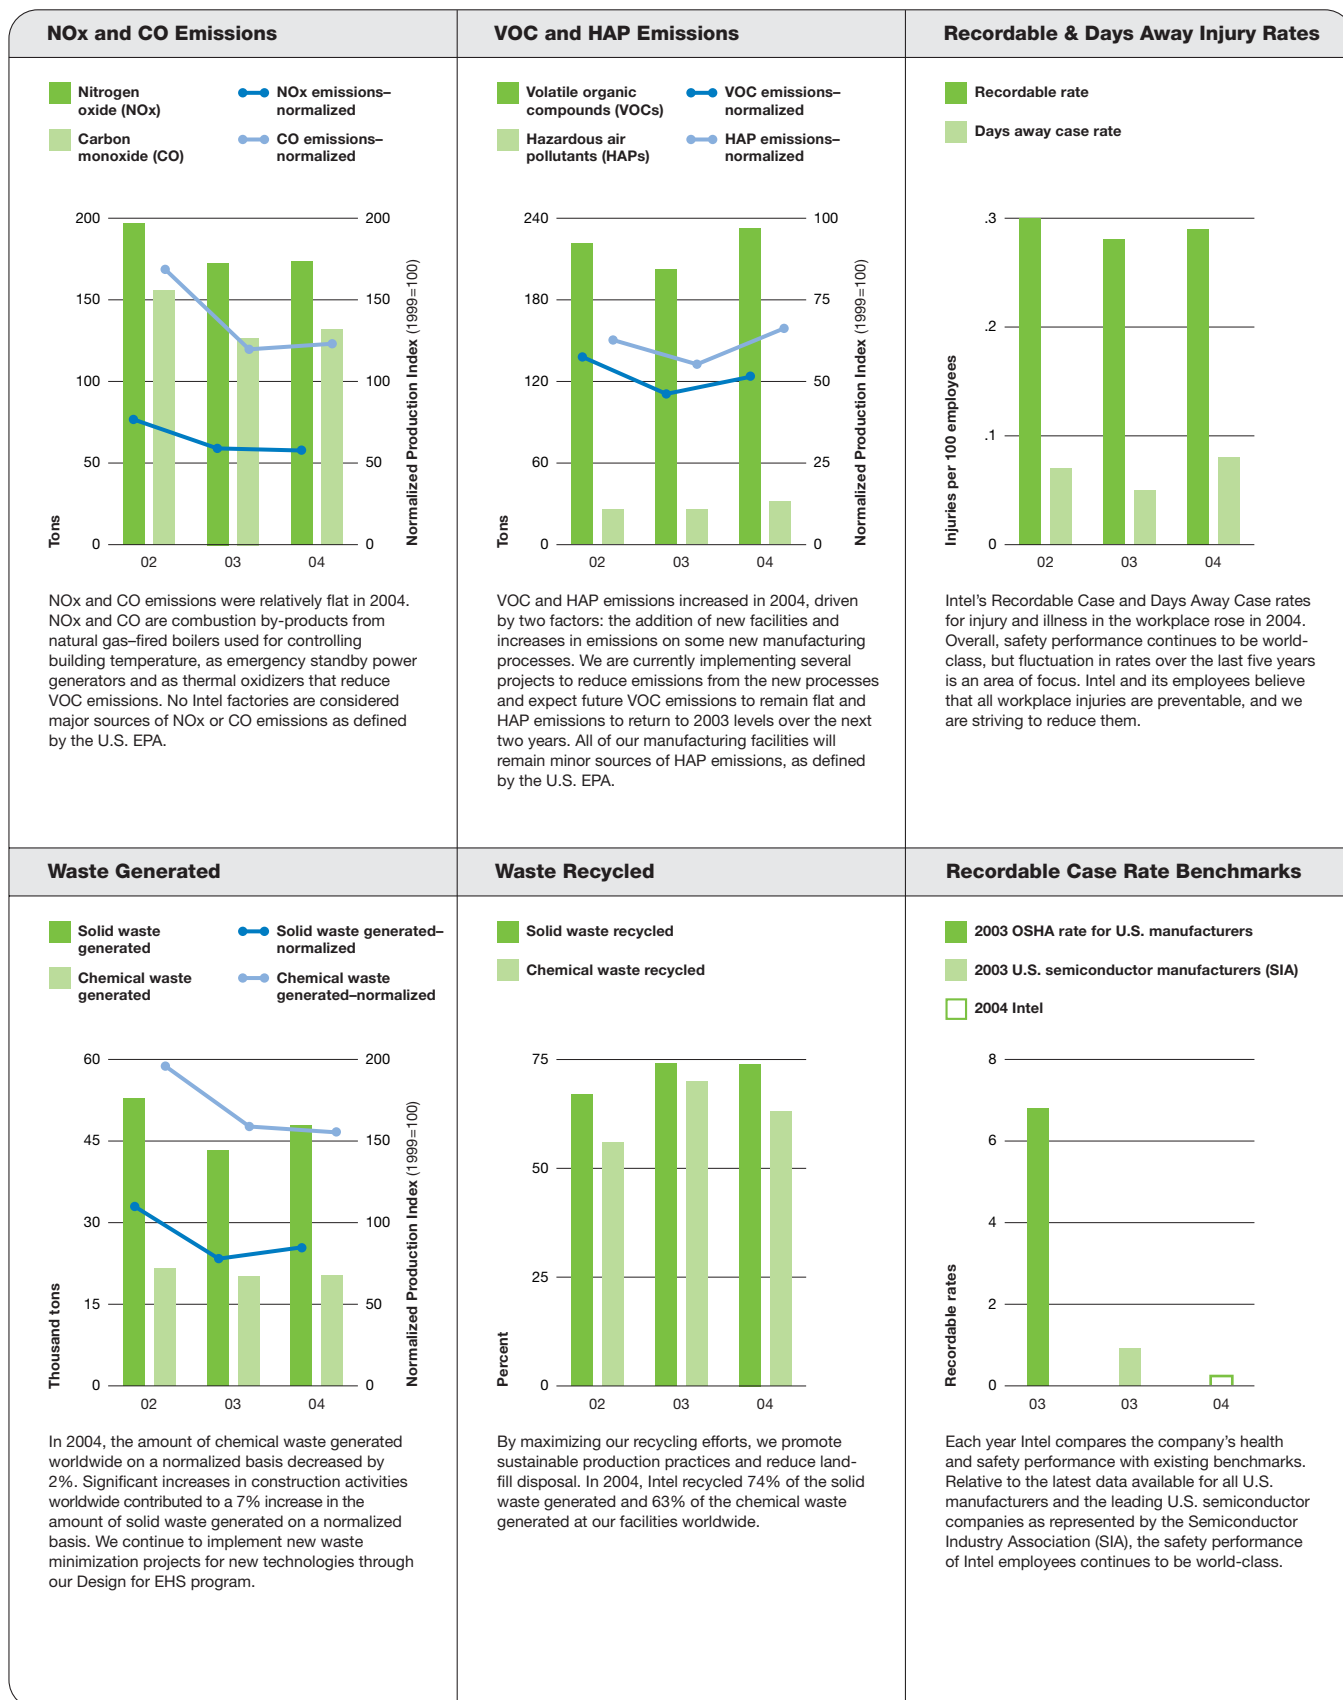 NOx and CO Emissions
Nitrogen
oxide (NOx)
NOx emissions–
normalized
Carbon
monoxide (CO)
CO emissions–
normalized
200
150
100
50
0
200
150
100
50
0
Tons
Normalized Production Index (1999=100)
02
03
04
NOx and CO emissions were relatively flat in 2004.
NOx and CO are combustion by-products from
natural gas–fired boilers used for controlling
building temperature, as emergency standby power
generators and as thermal oxidizers that reduce
VOC emissions. No Intel factories are considered
major sources of NOx or CO emissions as defined
by the U.S. EPA.
VOC and HAP Emissions
Volatile organic
compounds (VOCs)
VOC emissions–
normalized
Hazardous air
pollutants (HAPs)
HAP emissions–
normalized
240
180
120
60
0
100
75
50
25
0
Tons
Normalized Production Index (1999=100)
02
03
04
VOC and HAP emissions increased in 2004, driven
by two factors: the addition of new facilities and
increases in emissions on some new manufacturing
processes. We are currently implementing several
projects to reduce emissions from the new processes
and expect future VOC emissions to remain flat and
HAP emissions to return to 2003 levels over the next
two years. All of our manufacturing facilities will
remain minor sources of HAP emissions, as defined
by the U.S. EPA.
Recordable & Days Away Injury Rates
Recordable rate
Days away case rate
.3
.2
.1
0
Injuries per 100 employees
02
03
04
Intel's Recordable Case and Days Away Case rates
for injury and illness in the workplace rose in 2004.
Overall, safety performance continues to be world-
class, but fluctuation in rates over the last five years
is an area of focus. Intel and its employees believe
that all workplace injuries are preventable, and we
are striving to reduce them.
Waste Generated
Solid waste
generated
Solid waste generated–
normalized
Chemical waste
generated
Chemical waste
generated–normalized
60
45
30
15
0
200
150
100
50
0
Thousand tons
Normalized Production Index (1999=100)
02
03
04
In 2004, the amount of chemical waste generated
worldwide on a normalized basis decreased by
2%. Significant increases in construction activities
worldwide contributed to a 7% increase in the
amount of solid waste generated on a normalized
basis. We continue to implement new waste
minimization projects for new technologies through
our Design for EHS program.
Waste Recycled
Solid waste recycled
Chemical waste recycled
75
50
25
0
Percent
02
03
04
By maximizing our recycling efforts, we promote
sustainable production practices and reduce land-
fill disposal. In 2004, Intel recycled 74% of the solid
waste generated and 63% of the chemical waste
generated at our facilities worldwide.
Recordable Case Rate Benchmarks
2003 OSHA rate for U.S. manufacturers
2003 U.S. semiconductor manufacturers (SIA)
2004 Intel
8
6
4
2
0
Recordable rates
03
03
04
Each year Intel compares the company's health
and safety performance with existing benchmarks.
Relative to the latest data available for all U.S.
manufacturers and the leading U.S. semiconductor
companies as represented by the Semiconductor
Industry Association (SIA), the safety performance
of Intel employees continues to be world-class.